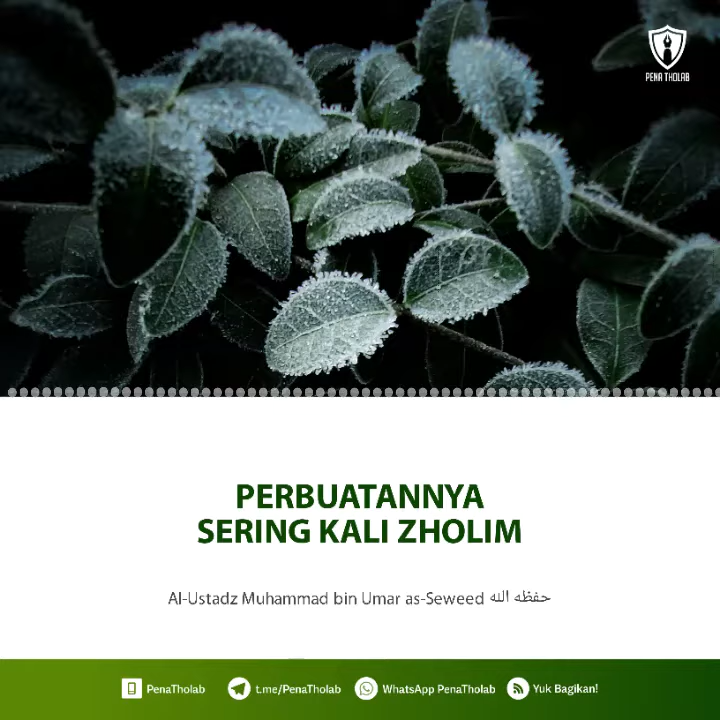 PENA THOLAB
PERBUATANNYA
SERING KALI ZHOLIM
Al-Ustadz Muhammad bin Umar as-Seweed حفظه الله
PenaTholab
t.me/PenaTholab
WhatsApp PenaTholab
Yuk Bagikan!